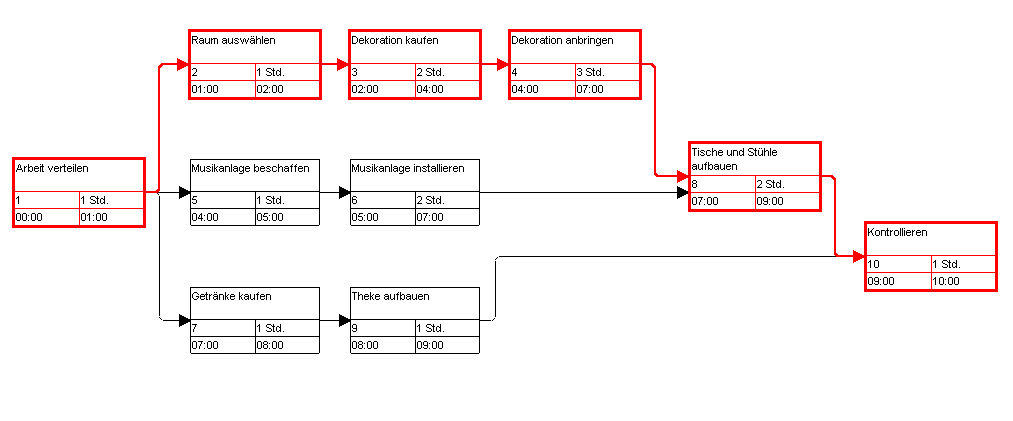 Raum auswählen
2 1 Std.
01:00 02:00
Dekoration kaufen
3 2 Std.
02:00 04:00
Dekoration anbringen
4 3 Std.
04:00 07:00
Arbeit verteilen
1 1 Std.
00:00 01:00
Musikanlage beschaffen
5 1 Std.
04:00 05:00
Musikanlage installieren
6 2 Std.
05:00 07:00
Tische und Stühle
aufbauen
8 2 Std.
07:00 09:00
Kontrollieren
10 1 Std.
09:00 10:00
Getränke kaufen
7 1 Std.
07:00 08:00
Theke aufbauen
9 1 Std.
08:00 09:00